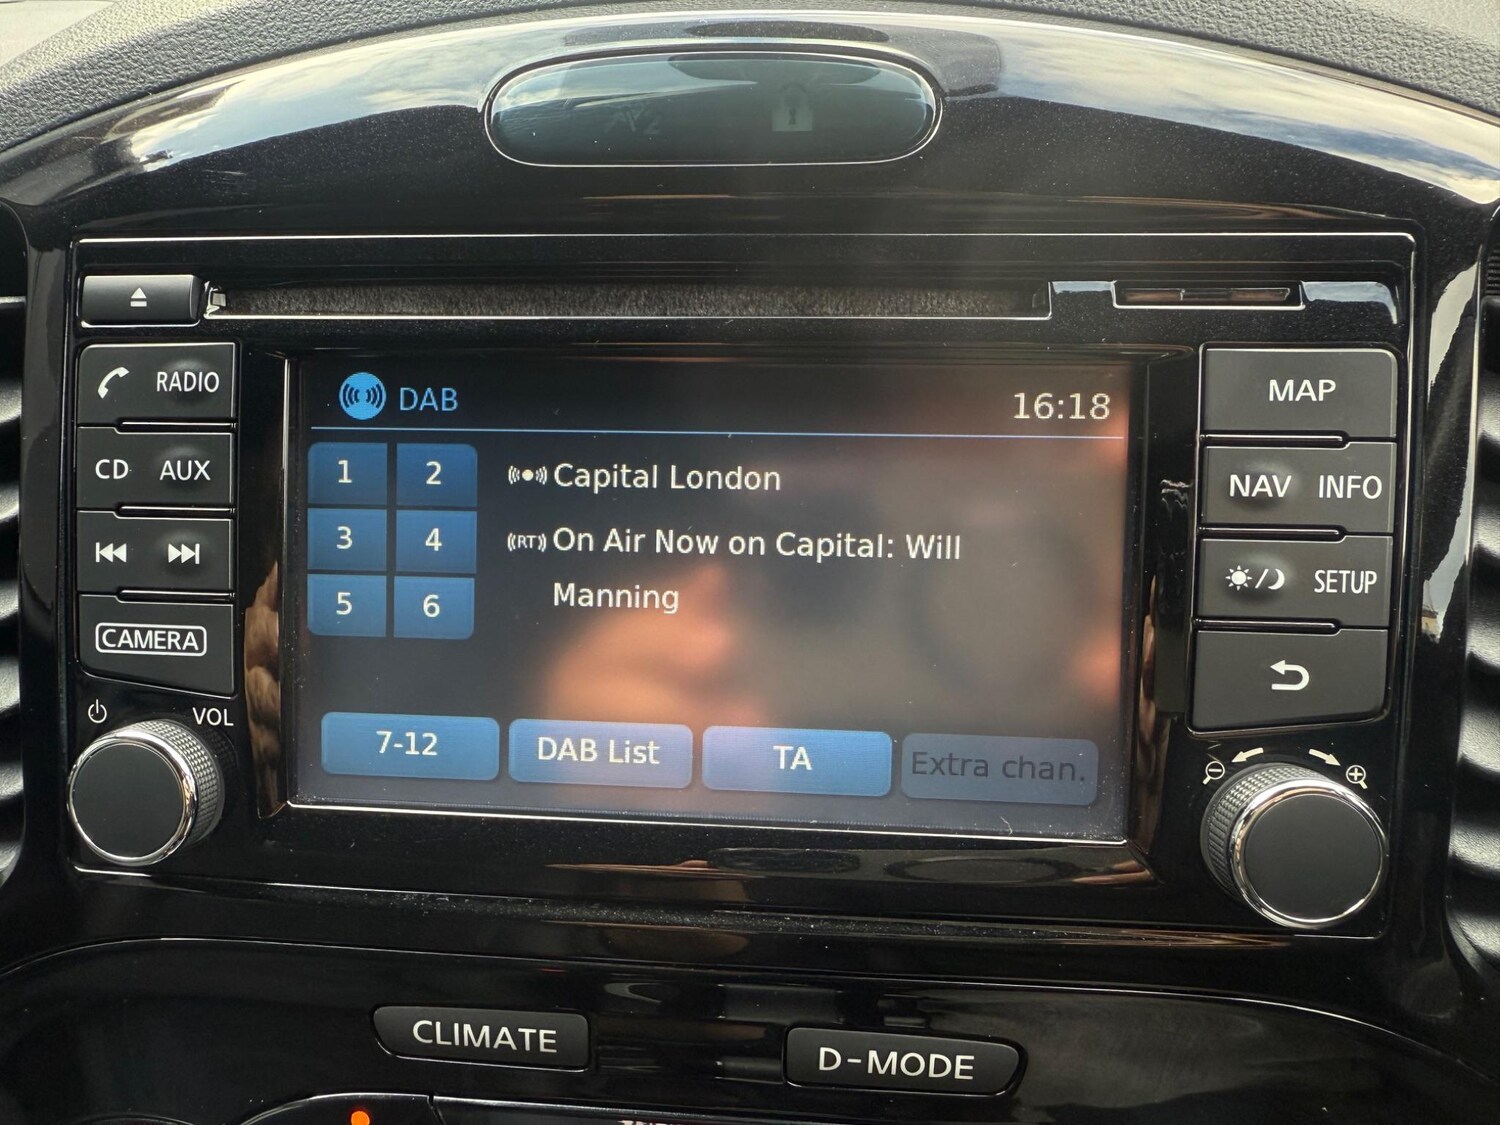 RADIO
CD AUX
CAMERA
VOL
DAB
16:18
1 2
3 4
5 6
Capital London
(RT) On Air Now on Capital: Will
Manning
7-12
DAB List
TA
Extra chan.
MAP
NAV INFO
SETUP
CLIMATE
D-MODE